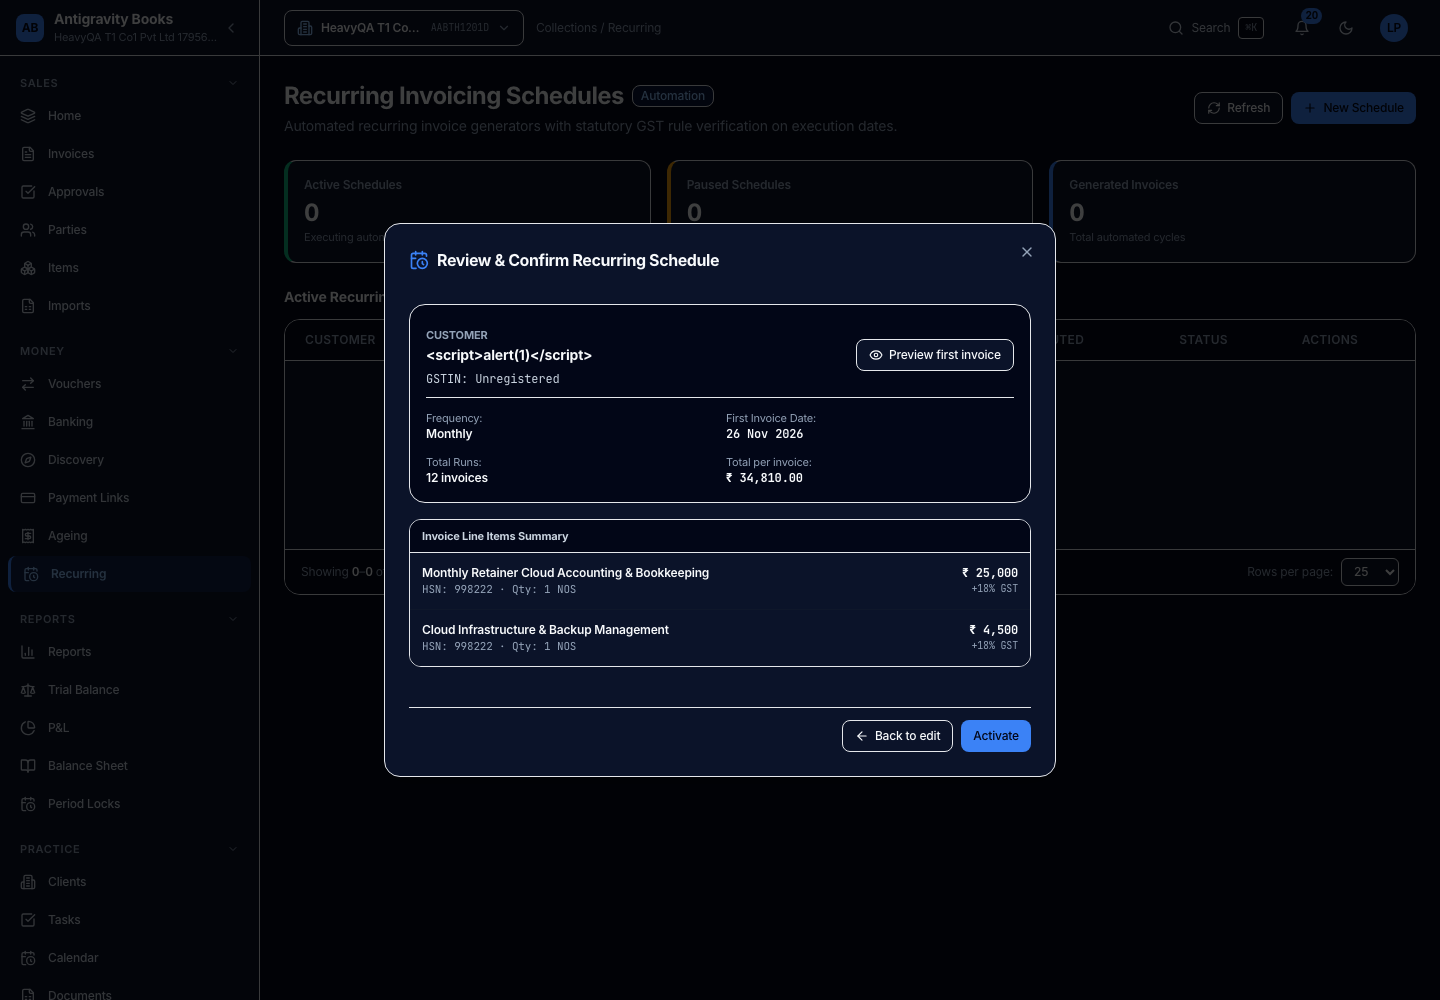 AB
Antigravity Books
HeavyQA T1 Co1 Pvt Ltd 17956...
HeavyQA T1 Co...
AABTH1201D
Collections / Recurring
Search
⌘K
20
LP
SALES
Home
Invoices
Approvals
Parties
Items
Imports
MONEY
Vouchers
Banking
Discovery
Payment Links
Ageing
Recurring
REPORTS
Reports
Trial Balance
P&L
Balance Sheet
Period Locks
PRACTICE
Clients
Tasks
Calendar
Documents
Recurring Invoicing Schedules
Automation
Automated recurring invoice generators with statutory GST rule verification on execution dates.
Refresh
New Schedule
Active Schedules
0
Paused Schedules
0
Generated Invoices
0
Total automated cycles
CUSTOMER
STATUS
ACTIONS
Showing 0–0
Rows per page:
25
Review & Confirm Recurring Schedule
CUSTOMER
<script>alert(1)</script>
GSTIN: Unregistered
Preview first invoice
Frequency:
Monthly
First Invoice Date:
26 Nov 2026
Total Runs:
12 invoices
Total per invoice:
₹ 34,810.00
Invoice Line Items Summary
Monthly Retainer Cloud Accounting & Bookkeeping
₹ 25,000
HSN: 998222 · Qty: 1 NOS
+18% GST
Cloud Infrastructure & Backup Management
₹ 4,500
HSN: 998222 · Qty: 1 NOS
+18% GST
Back to edit
Activate